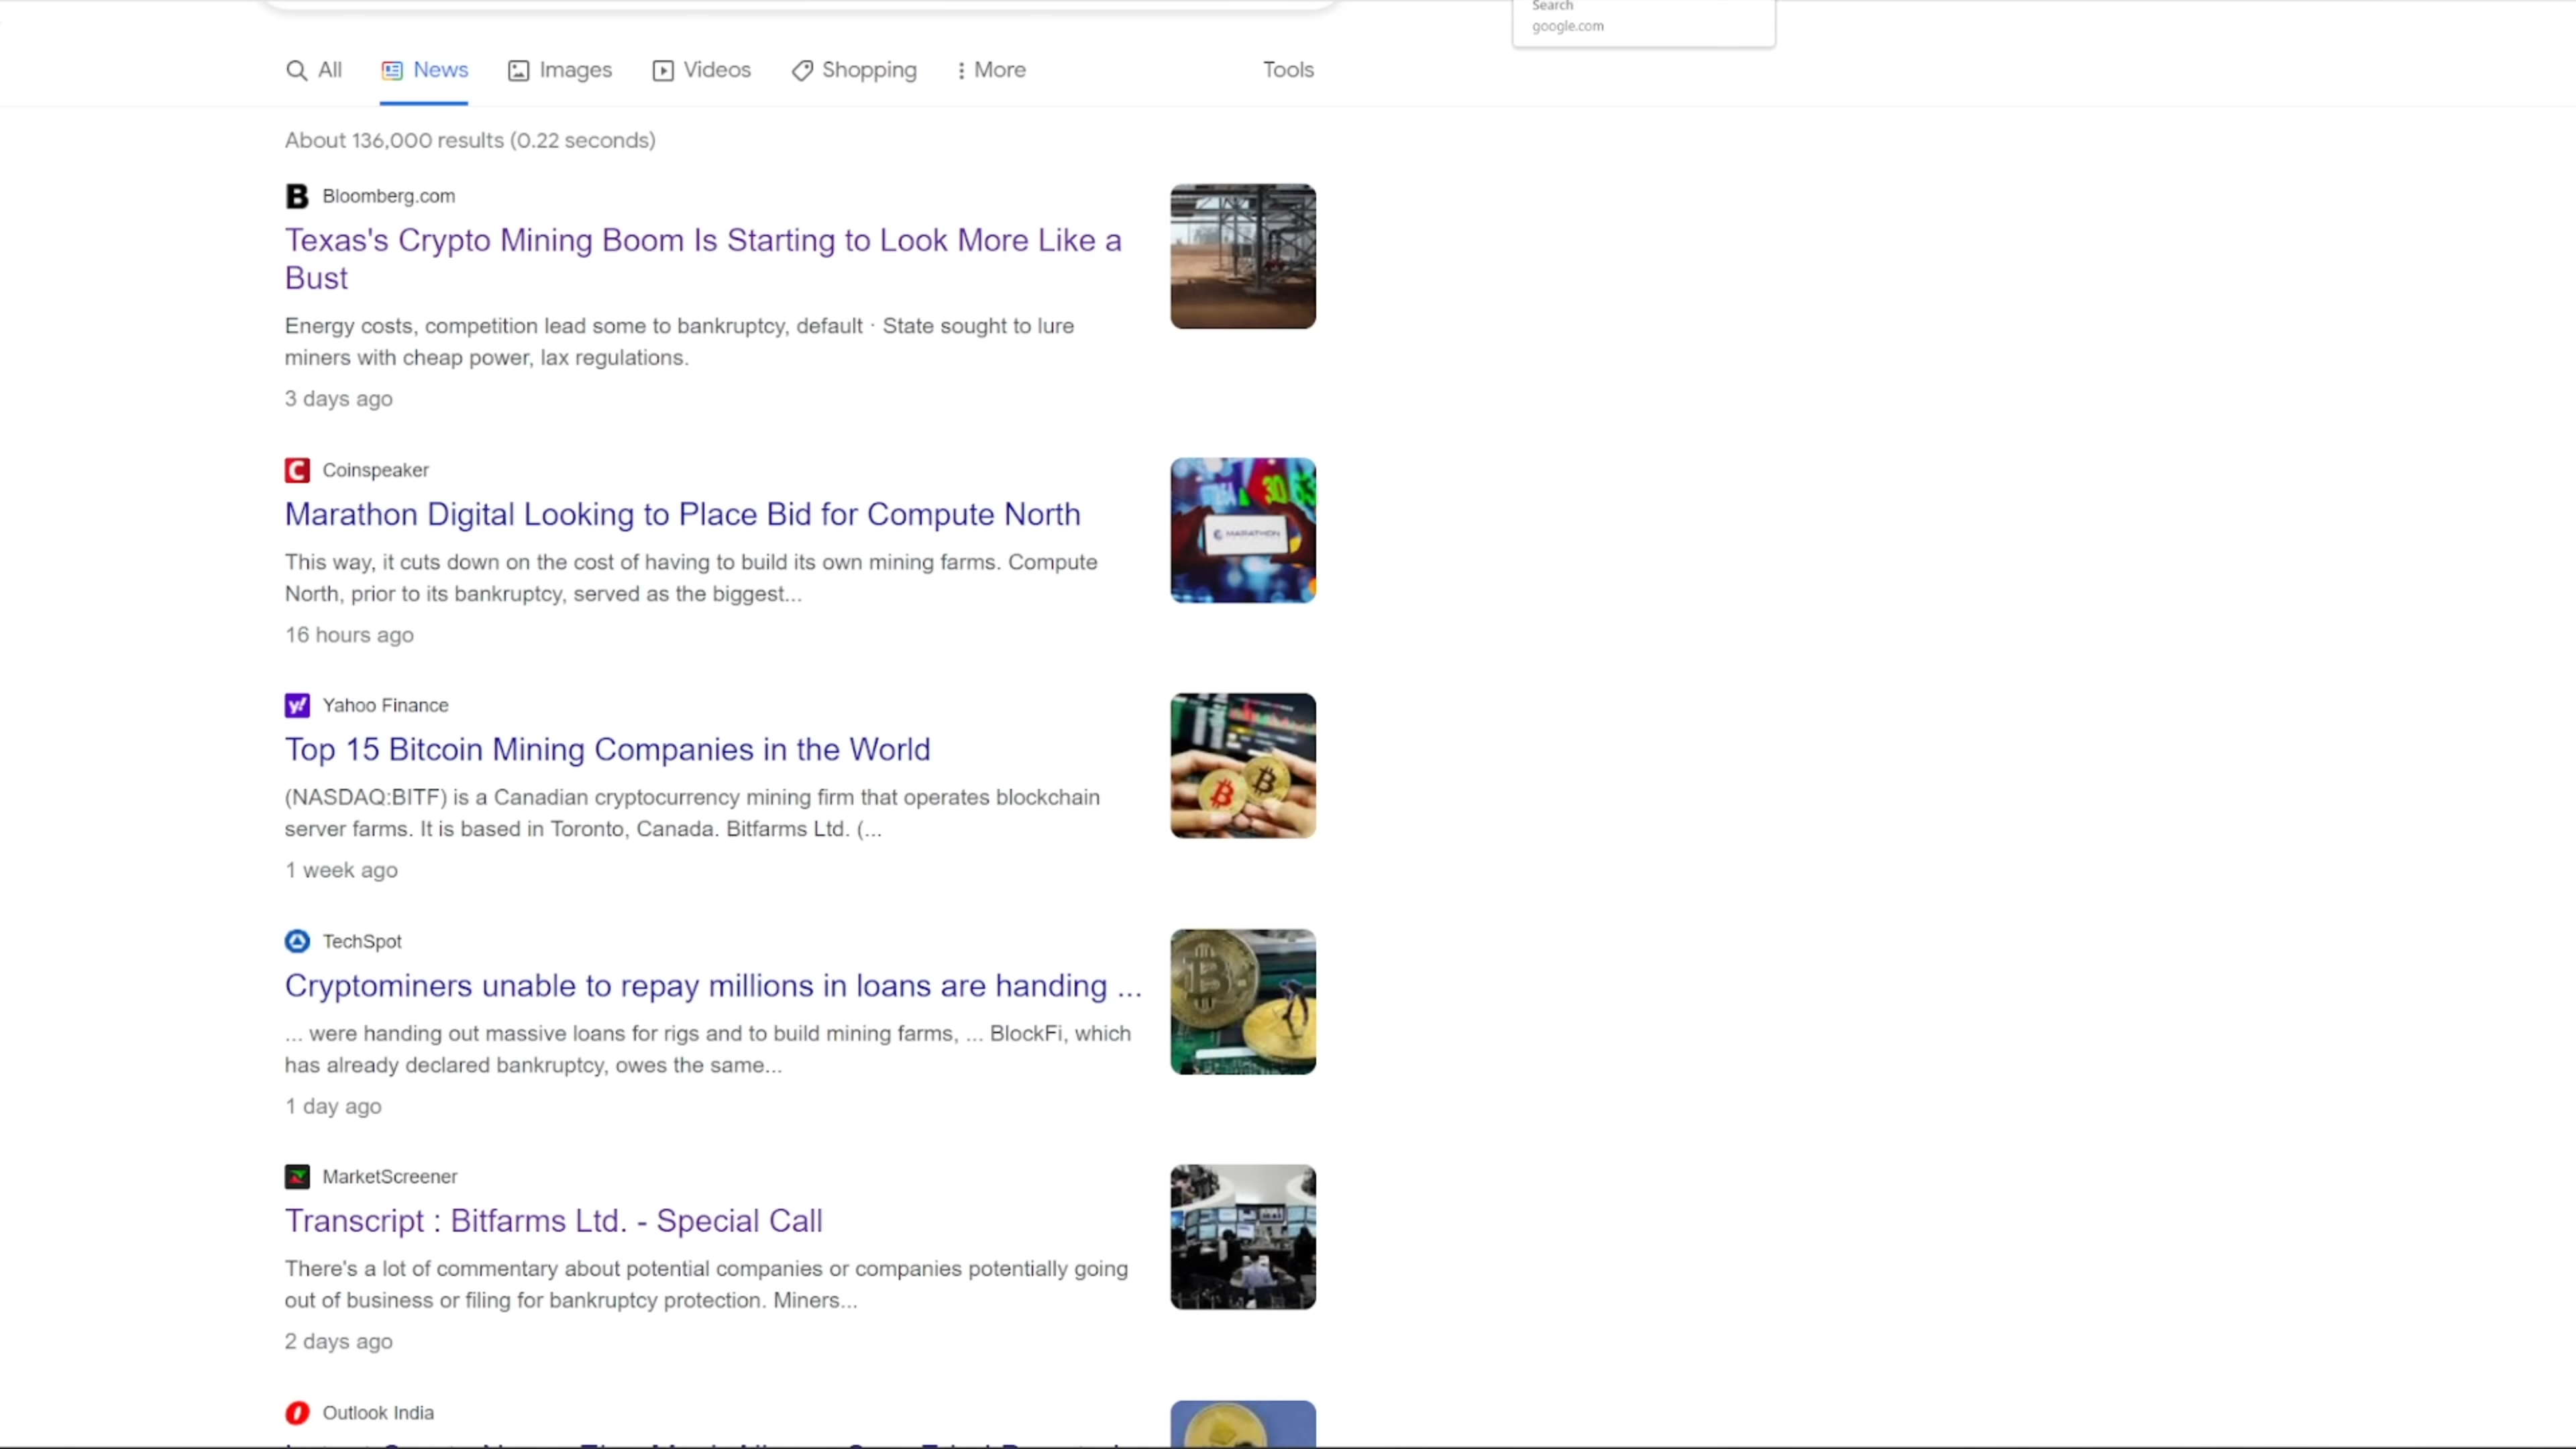 Search
google.com
All News Images Videos Shopping More Tools
About 136,000 results (0.22 seconds)
Bloomberg.com
Texas's Crypto Mining Boom Is Starting to Look More Like a
Bust
Energy costs, competition lead some to bankruptcy, default · State sought to lure
miners with cheap power, lax regulations.
3 days ago
Coinspeaker
Marathon Digital Looking to Place Bid for Compute North
This way, it cuts down on the cost of having to build its own mining farms. Compute
North, prior to its bankruptcy, served as the biggest...
16 hours ago
MARATHON
30
Yahoo Finance
Top 15 Bitcoin Mining Companies in the World
(NASDAQ:BITF) is a Canadian cryptocurrency mining firm that operates blockchain
server farms. It is based in Toronto, Canada. Bitfarms Ltd. (...
1 week ago
TechSpot
Cryptominers unable to repay millions in loans are handing ...
... were handing out massive loans for rigs and to build mining farms, ... BlockFi, which
has already declared bankruptcy, owes the same...
1 day ago
MarketScreener
Transcript : Bitfarms Ltd. - Special Call
There's a lot of commentary about potential companies or companies potentially going
out of business or filing for bankruptcy protection. Miners...
2 days ago
Outlook India